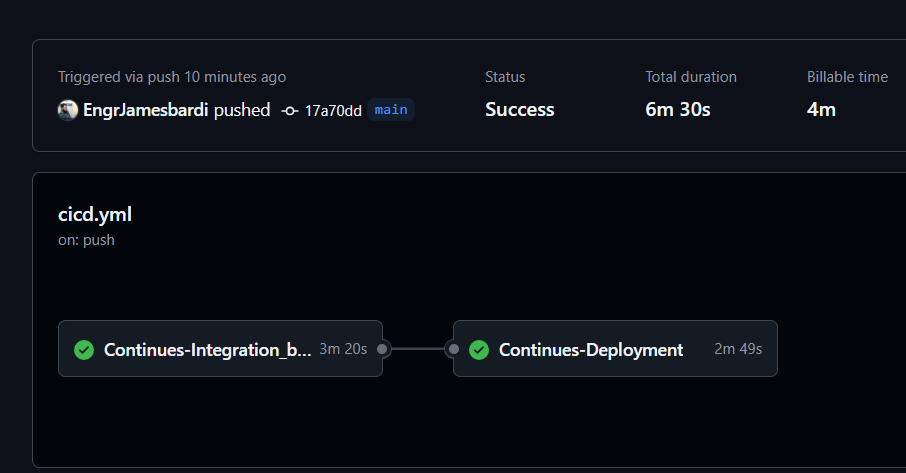 Triggered via push 10 minutes ago
EngrJamesbardi pushed 17a70dd main
Status
Success
Total duration
6m 30s
Billable time
4m
cicd.yml
on: push
Continues-Integration_b... 3m 20s
Continues-Deployment 2m 49s